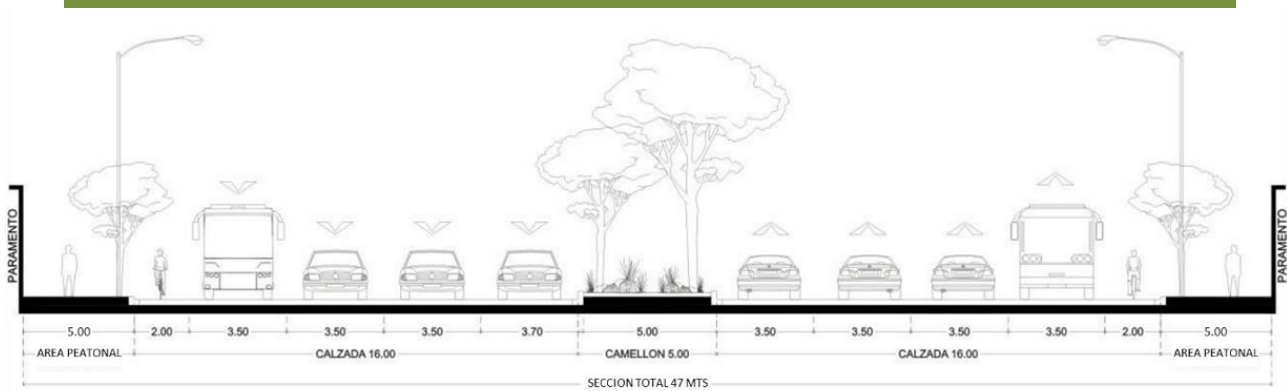 PARAMENTO
PARAMENTO
5.00 2.00 3.50 3.50 3.50 3.70 5.00 3.50 3.50 3.50 3.50 2.00 5.00
AREA PEATONAL CALZADA 16.00 CAMELLON 5.00 CALZADA 16.00 AREA PEATONAL
SECCION TOTAL 47 MTS